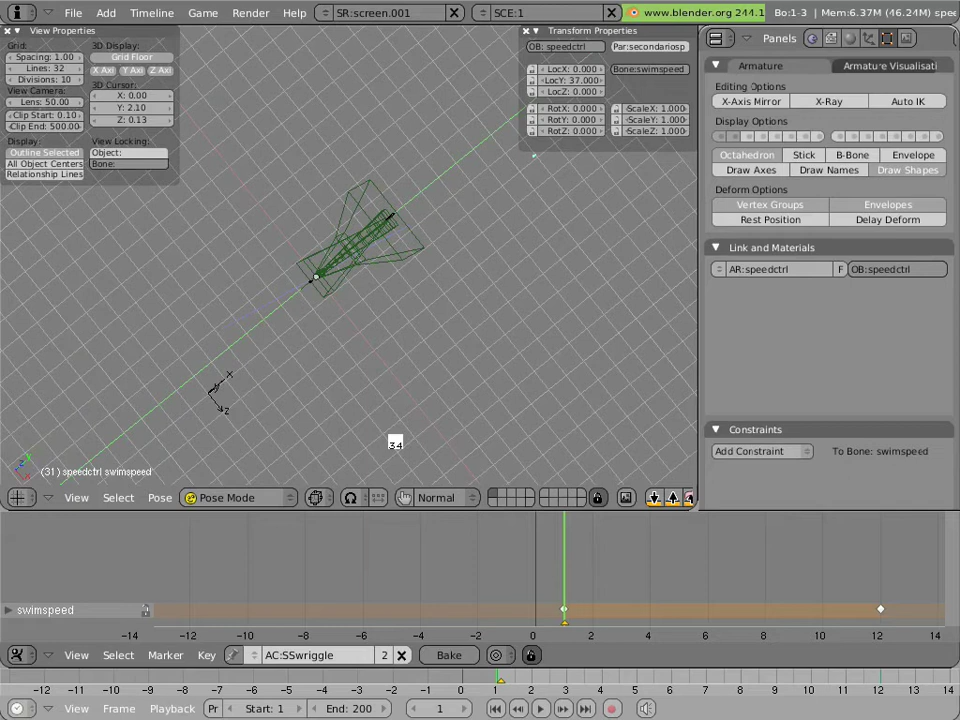 File Add Timeline Game Render Help SR:screen.001 SCE:1 www.blender.org 244.1 Bo:1-3 | Mem:6.37M (46.24M) spee
View Properties
Grid:
Spacing: 1.00
Lines: 32
Divisions: 10
View Camera:
Lens: 50.00
Clip Start: 0.10
Clip End: 500.00
Display:
Outline Selected
All Object Centers
Relationship Lines
3D Display:
Grid Floor
X Axi Y Axi Z Axi
3D Cursor:
X: 0.00
Y: 2.10
Z: 0.13
View Locking:
Object:
Bone:
Transform Properties
OB: speedctrl Par:secondariosp
LocX: 0.000 Bone:swimspeed
LocY: 37.000
LocZ: 0.000
RotX: 0.000 ScaleX: 1.000
RotY: 0.000 ScaleY: 1.000
RotZ: 0.000 ScaleZ: 1.000
X
Y
Z
34
(31) speedctrl swimspeed
View Select Pose Pose Mode Normal
Panels
Armature Armature Visualisati
Editing Options
X-Axis Mirror X-Ray Auto IK
Display Options
Octahedron Stick B-Bone Envelope
Draw Axes Draw Names Draw Shapes
Deform Options
Vertex Groups Envelopes
Rest Position Delay Deform
Link and Materials
AR:speedctrl F OB:speedctrl
Constraints
Add Constraint To Bone: swimspeed
swimspeed
-14 -12 -10 -8 -6 -4 -2 0 2 4 6 8 10 12 14
View Select Marker Key AC:SSwriggle 2 Bake
-12 -11 -10 -9 -8 -7 -6 -5 -4 -3 -2 -1 0 1 2 3 4 5 6 7 8 9 10 11 12 13 14
View Frame Playback Pr Start: 1 End: 200 1